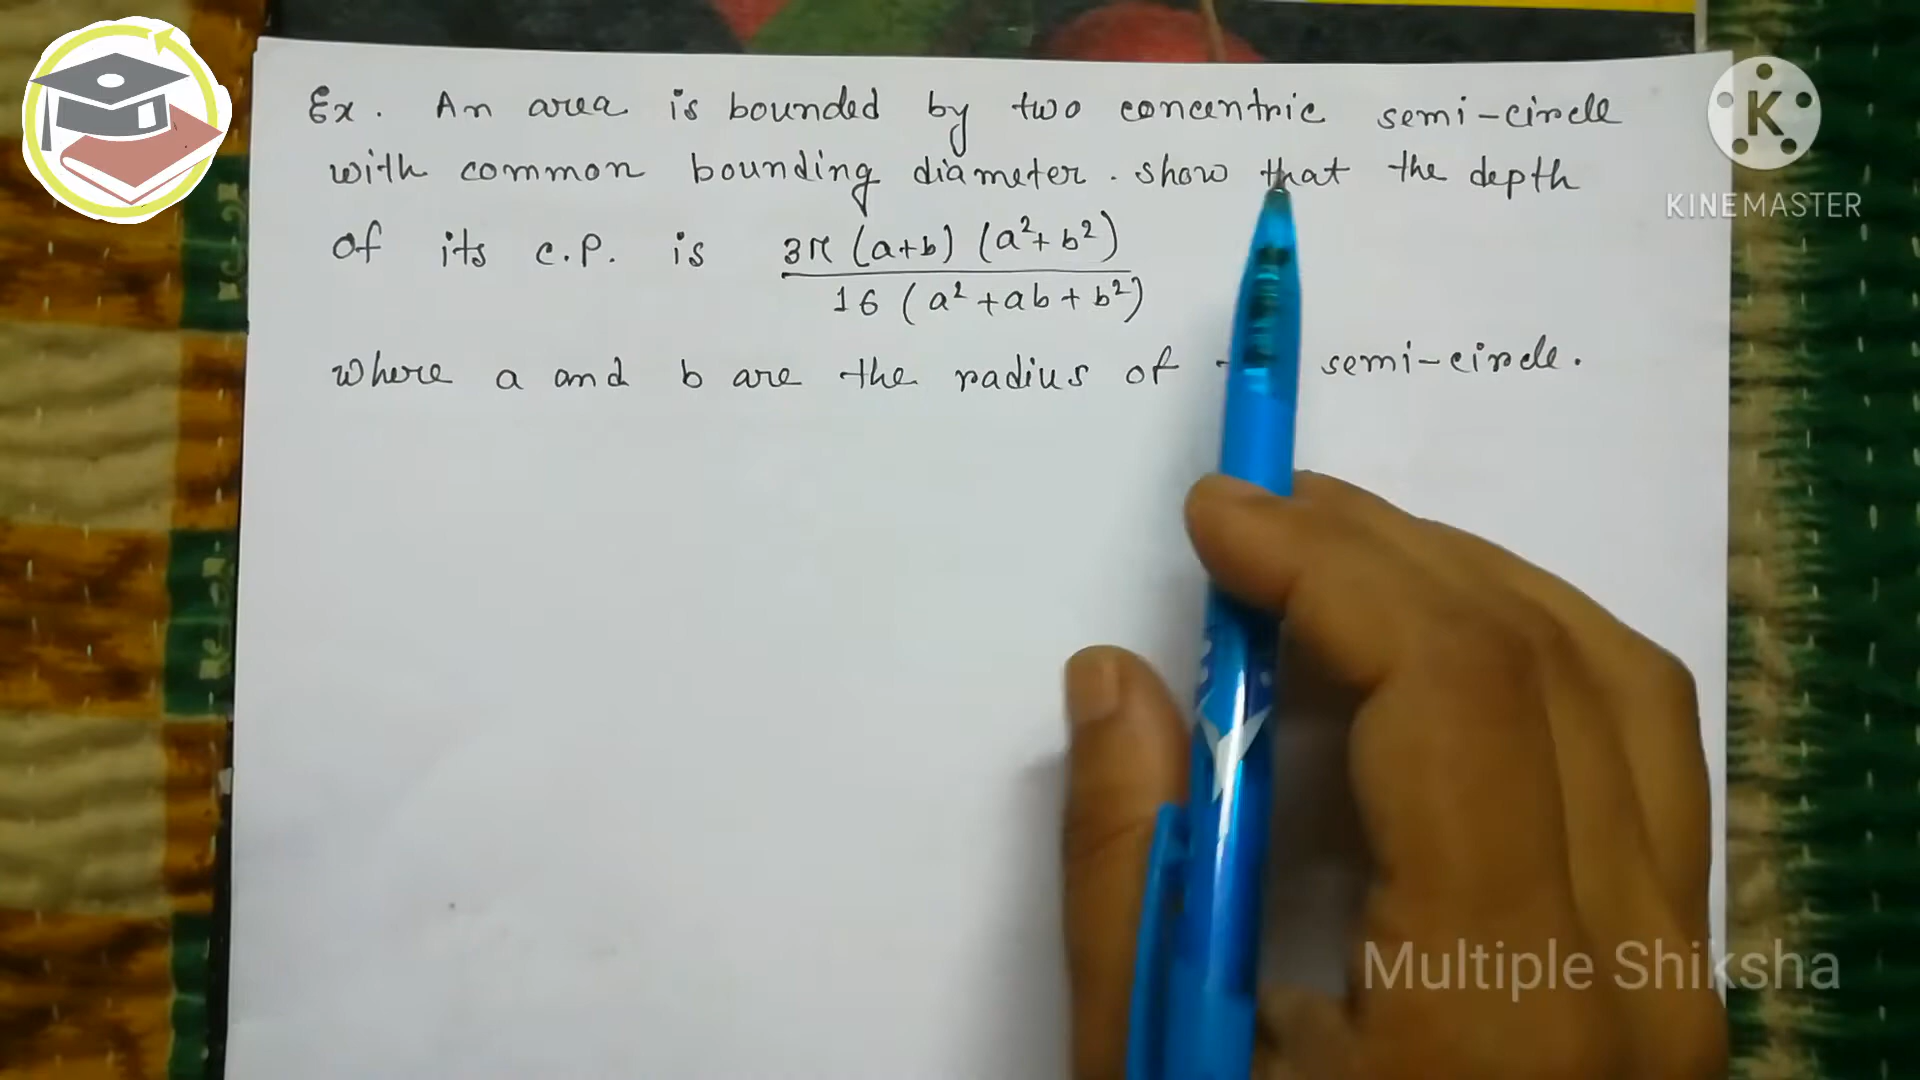 Ex. An area is bounded by two concentric semi-circle
with common bounding diameter. show that the depth
of its c.P. is 3π (a+b) (a²+b²)
16 (a²+ab+b²)
where a and b are the radius of semi-circle.
K
KINEMASTER
Multiple Shiksha